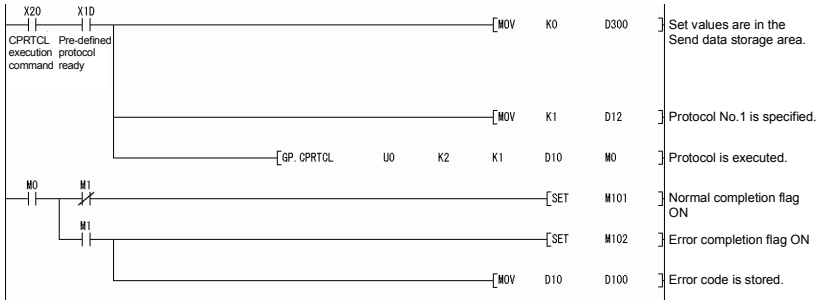 X20 X1D
MOV K0 D300 Set values are in the
Send data storage area.
CPRTCL Pre-defined
execution protocol
command ready
MOV K1 D12 Protocol No.1 is specified.
GP.CPRTCL U0 K2 K1 D10 M0 Protocol is executed.
M0 M1
SET M101 Normal completion flag
ON
M1
SET M102 Error completion flag ON
MOV D10 D100 Error code is stored.